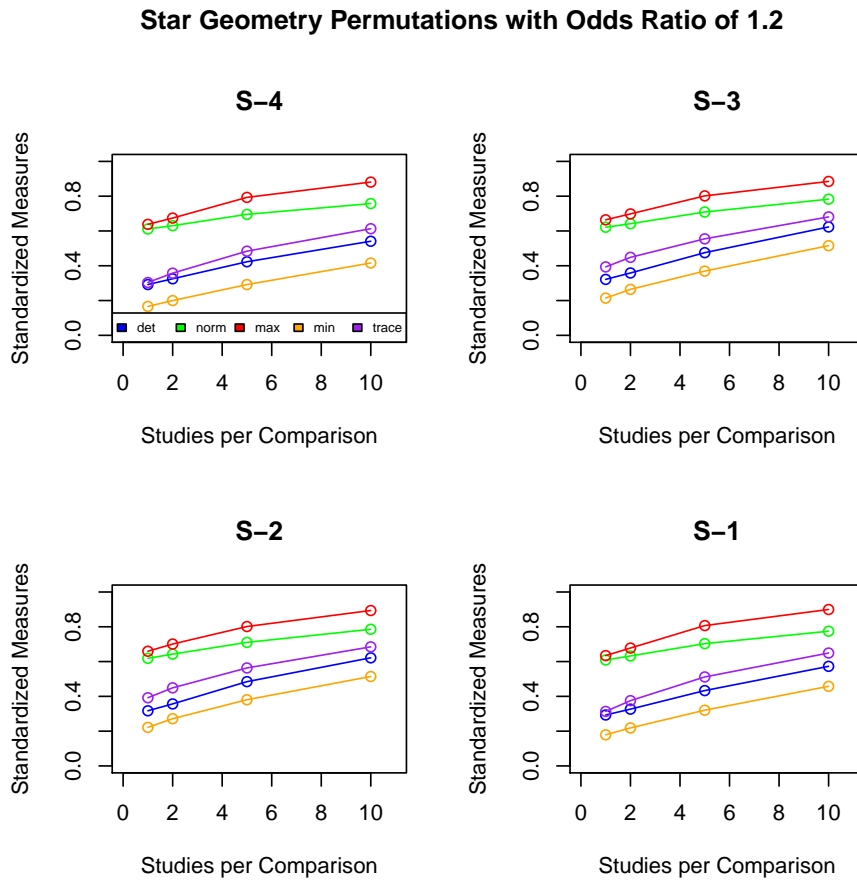 Star Geometry Permutations with Odds Ratio of 1.2
S−4
Standardized Measures
0.0 0.4 0.8
det norm max min trace
0 2 4 6 8 10
Studies per Comparison
S−3
Standardized Measures
0.0 0.4 0.8
0 2 4 6 8 10
Studies per Comparison
S−2
Standardized Measures
0.0 0.4 0.8
0 2 4 6 8 10
Studies per Comparison
S−1
Standardized Measures
0.0 0.4 0.8
0 2 4 6 8 10
Studies per Comparison